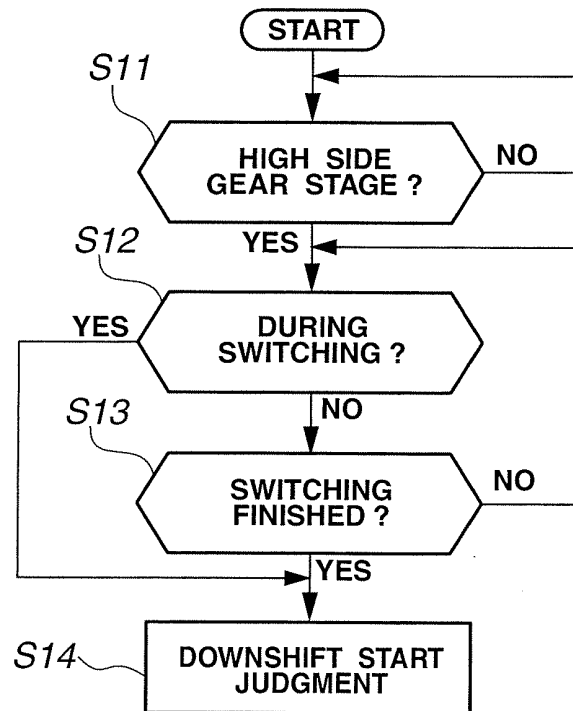 START
S11
HIGH SIDE
GEAR STAGE ?
NO
YES
S12
DURING
SWITCHING ?
YES
NO
S13
SWITCHING
FINISHED ?
NO
YES
S14
DOWNSHIFT START
JUDGMENT